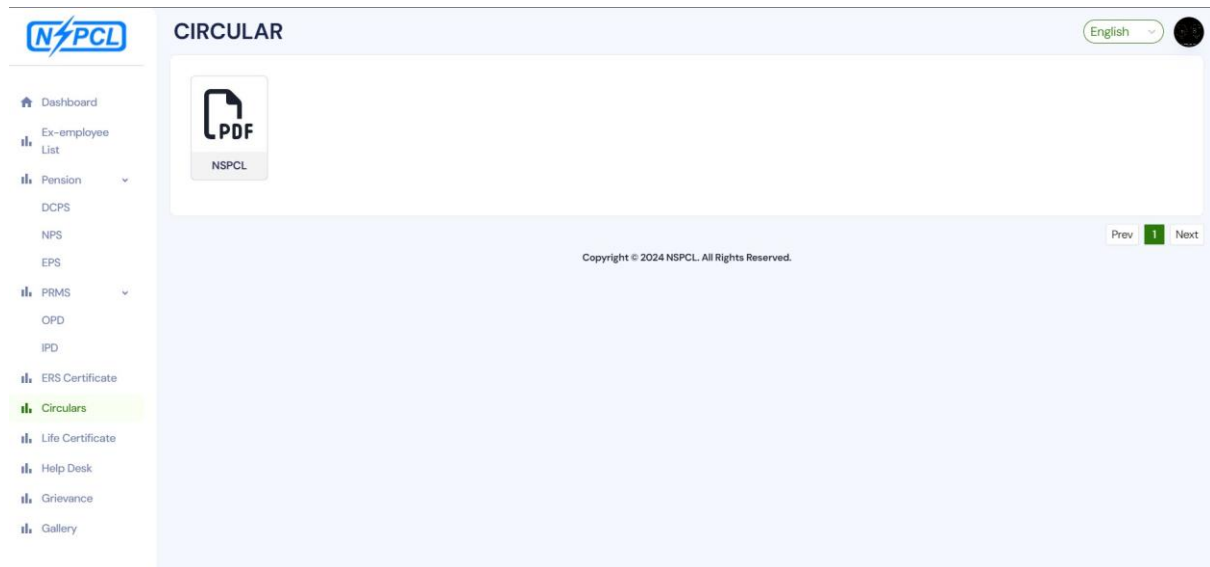 NSPCL
CIRCULAR
English
Dashboard
Ex-employee
List
Pension
DCPS
NPS
EPS
PRMS
OPD
IPD
ERS Certificate
Circulars
Life Certificate
Help Desk
Grievance
Gallery
PDF
NSPCL
Prev 1 Next
Copyright © 2024 NSPCL. All Rights Reserved.